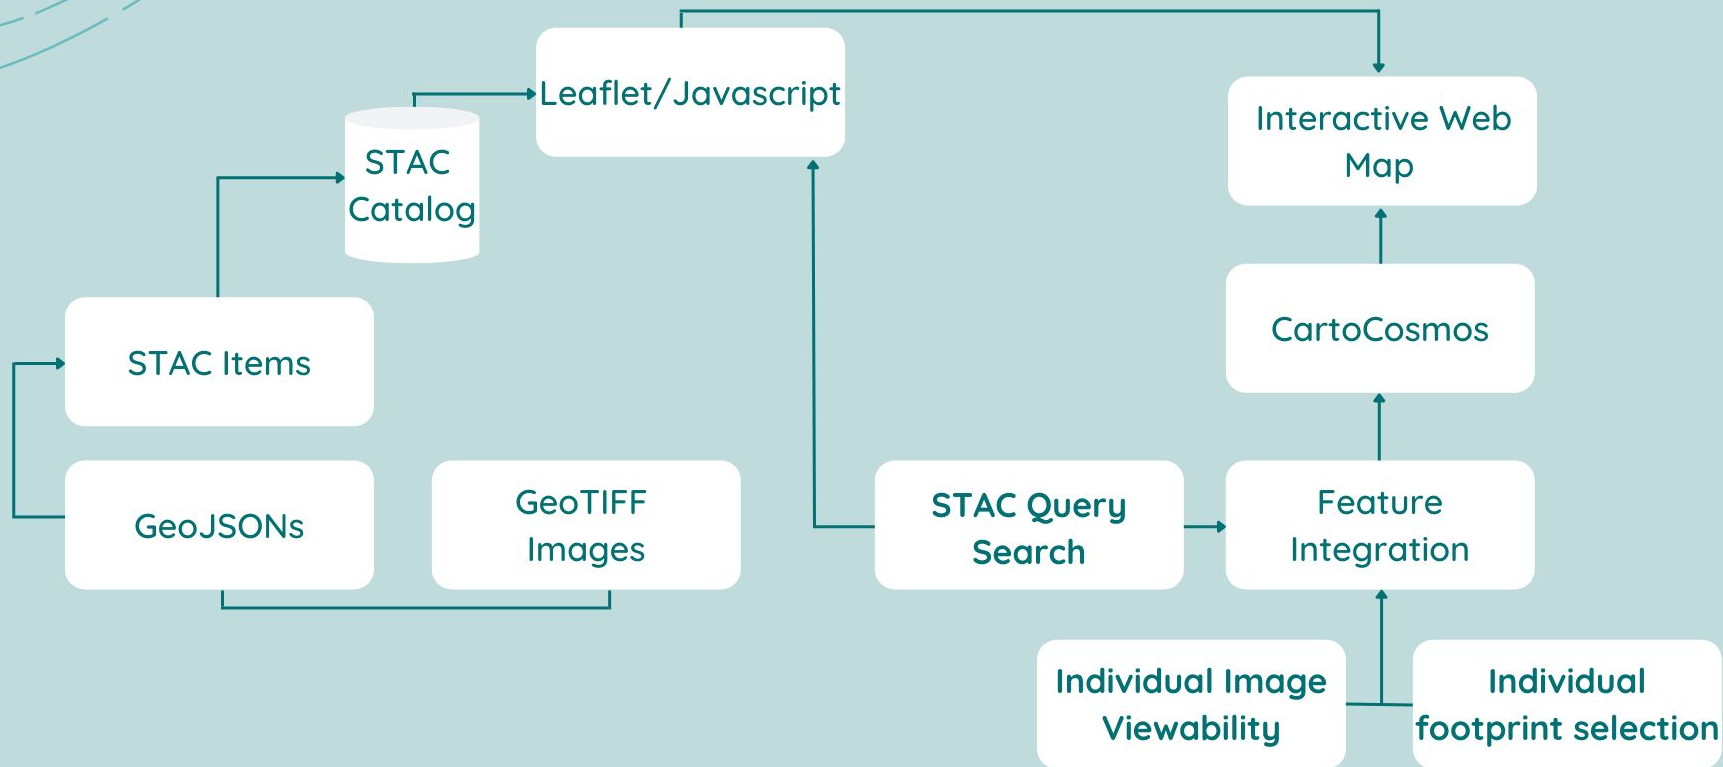 Leaflet/Javascript
Interactive Web
Map
STAC
Catalog
CartoCosmos
STAC Items
GeoJSONs
GeoTIFF
Images
STAC Query
Search
Feature
Integration
Individual Image
Viewability
Individual
footprint selection